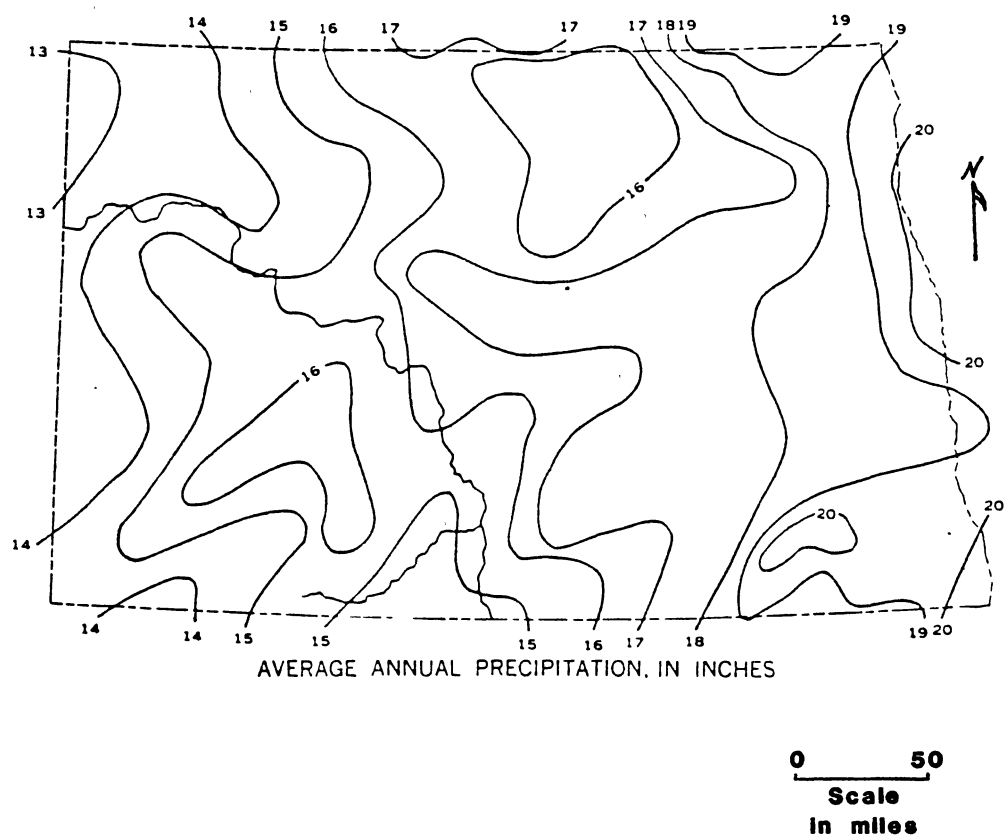 14 15 16 17 17 17 18 19 19 19
13
20
N
16
13
20
16
20 20
14
14 14 15 15 15 16 17 18 19 20
AVERAGE ANNUAL PRECIPITATION, IN INCHES
0 50
Scale
in miles